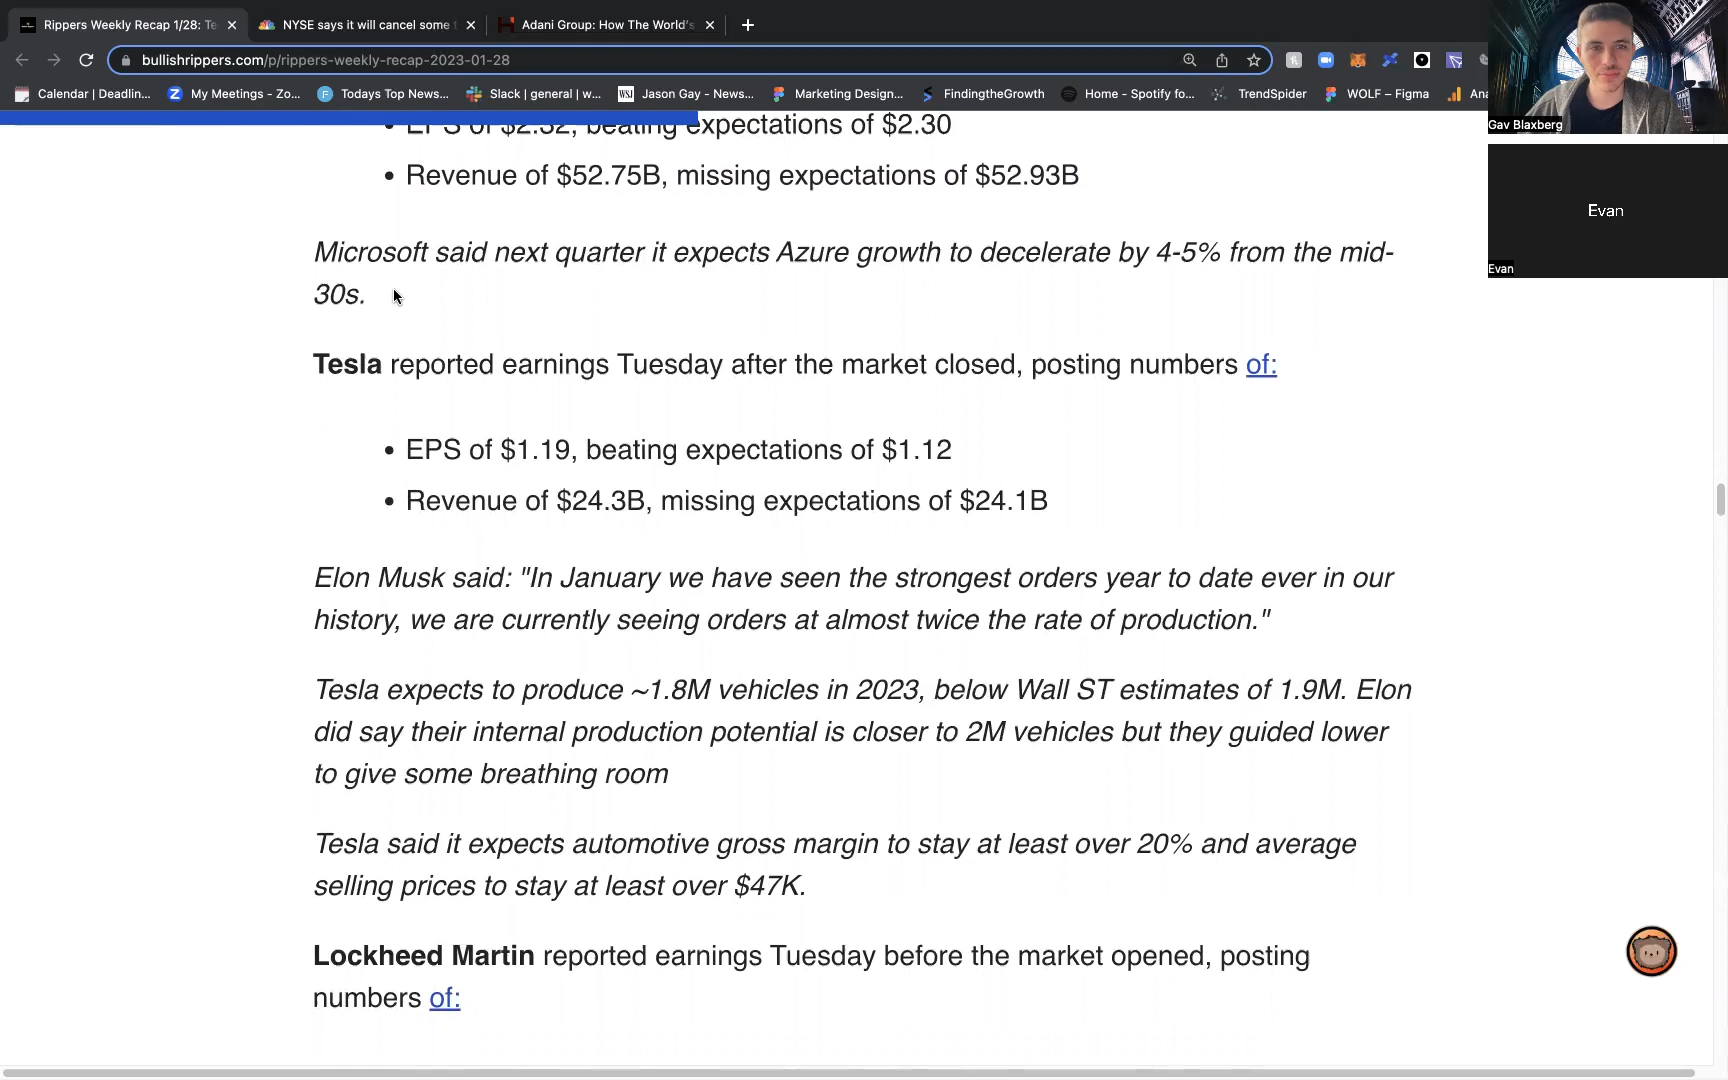 Rippers Weekly Recap 1/28: Te
NYSE says it will cancel some t
Adani Group: How The World's
bullishrippers.com/p/rippers-weekly-recap-2023-01-28
Calendar | Deadlin...
My Meetings - Zo...
Todays Top News...
Slack | general | w...
WSJ
Jason Gay - News...
Marketing Design...
FindingtheGrowth
Home - Spotify fo...
TrendSpider
WOLF – Figma
Ana
Gav Blaxberg
Evan
Evan
• EPS of $2.32, beating expectations of $2.30
• Revenue of $52.75B, missing expectations of $52.93B
Microsoft said next quarter it expects Azure growth to decelerate by 4-5% from the mid-
30s.
Tesla reported earnings Tuesday after the market closed, posting numbers of:
• EPS of $1.19, beating expectations of $1.12
• Revenue of $24.3B, missing expectations of $24.1B
Elon Musk said: "In January we have seen the strongest orders year to date ever in our
history, we are currently seeing orders at almost twice the rate of production."
Tesla expects to produce ~1.8M vehicles in 2023, below Wall ST estimates of 1.9M. Elon
did say their internal production potential is closer to 2M vehicles but they guided lower
to give some breathing room
Tesla said it expects automotive gross margin to stay at least over 20% and average
selling prices to stay at least over $47K.
Lockheed Martin reported earnings Tuesday before the market opened, posting
numbers of: